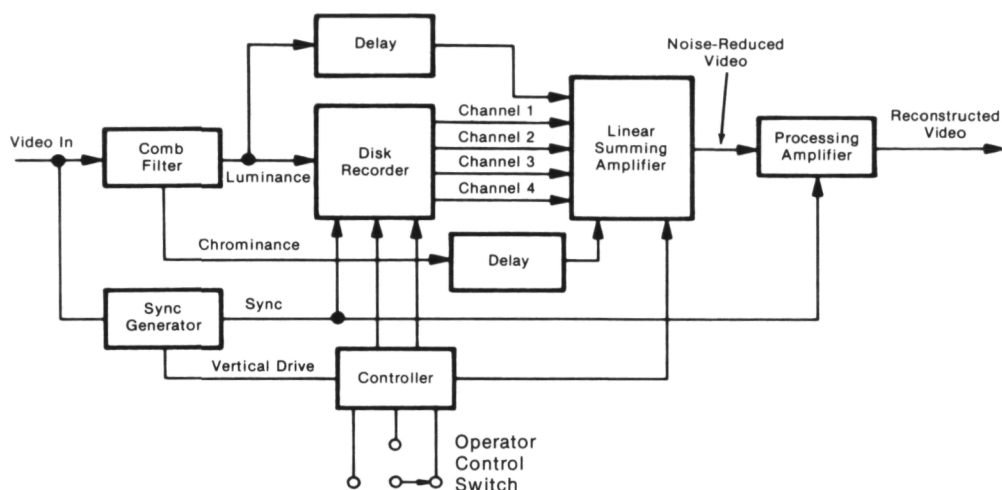 Delay
Noise-Reduced
Video
Channel 1
Channel 2
Channel 3
Channel 4
Linear
Summing
Amplifier
Processing
Amplifier
Reconstructed
Video
Video In
Comb
Filter
Luminance
Disk
Recorder
Chrominance
Delay
Sync
Generator
Sync
Vertical Drive
Controller
Operator
Control
Switch